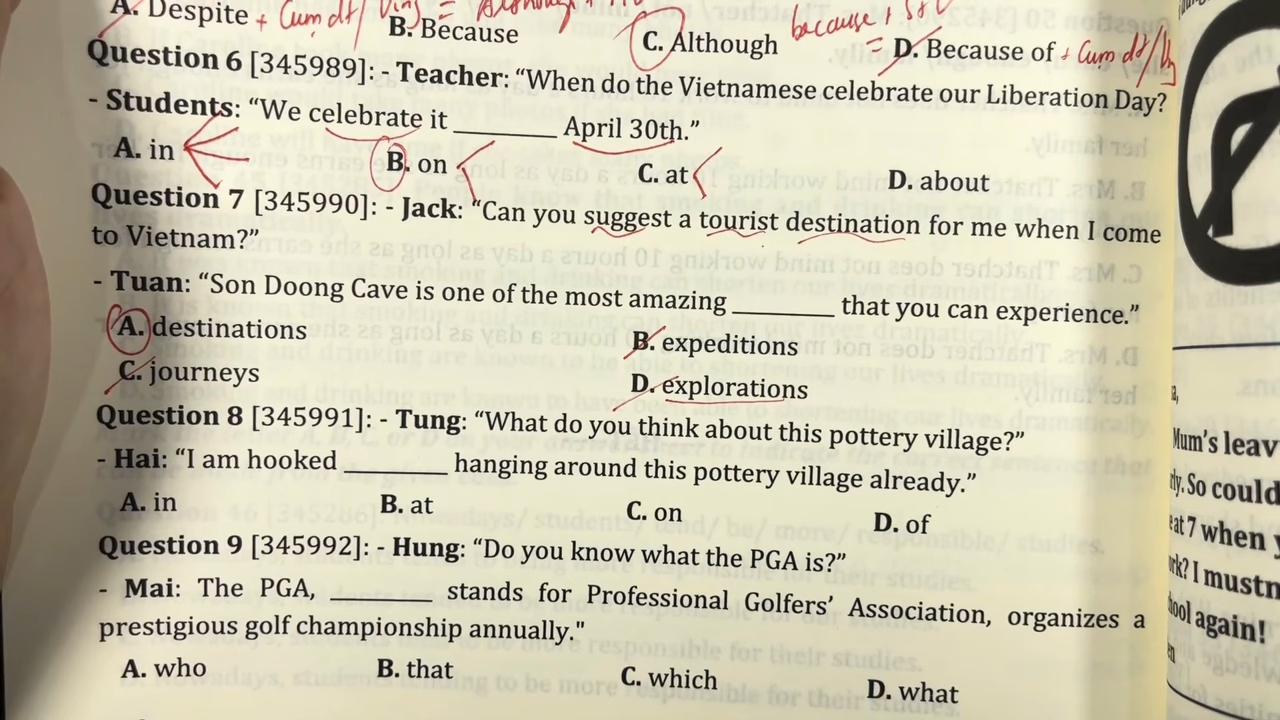 A. Despite + Cụm dt / Ving = Although
B. Because
C. Although
because +
= D. Because of + Cụm dt/
Question 6 [345989]: - Teacher: “When do the Vietnamese celebrate our Liberation Day?
- Students: “We celebrate it ________ April 30th.”
A. in
B. on
C. at
D. about
Question 7 [345990]: - Jack: “Can you suggest a tourist destination for me when I come
to Vietnam?”
- Tuan: “Son Doong Cave is one of the most amazing ________ that you can experience.”
A. destinations
B. expeditions
C. journeys
D. explorations
Question 8 [345991]: - Tung: “What do you think about this pottery village?”
- Hai: “I am hooked ________ hanging around this pottery village already.”
A. in
B. at
C. on
D. of
Question 9 [345992]: - Hung: “Do you know what the PGA is?”
- Mai: The PGA, ________ stands for Professional Golfers’ Association, organizes a
prestigious golf championship annually."
A. who
B. that
C. which
D. what
Mum’s leav
So could
at 7 when
I mustn
again!